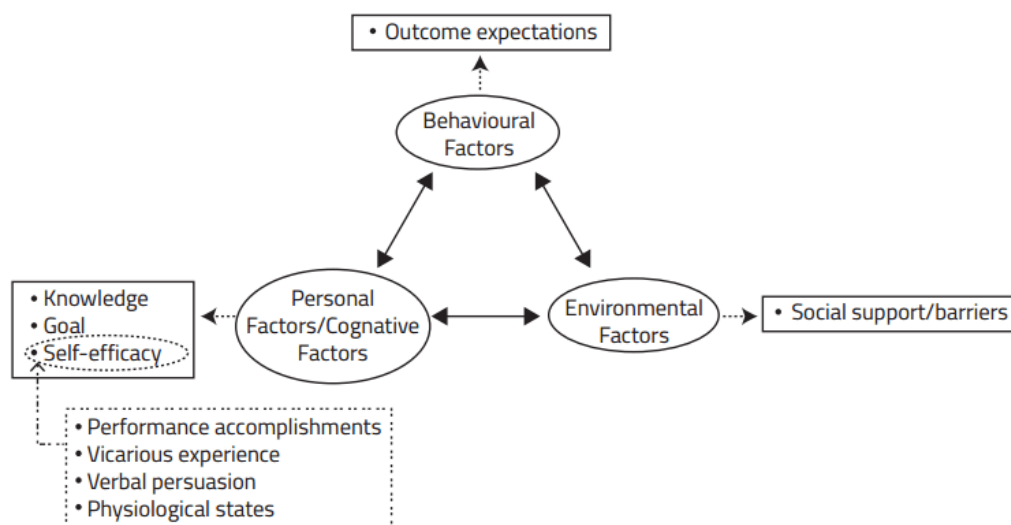 • Outcome expectations
Behavioural
Factors
• Knowledge
• Goal
• Self-efficacy
Personal
Factors/Cognative
Factors
Environmental
Factors
• Social support/barriers
• Performance accomplishments
• Vicarious experience
• Verbal persuasion
• Physiological states